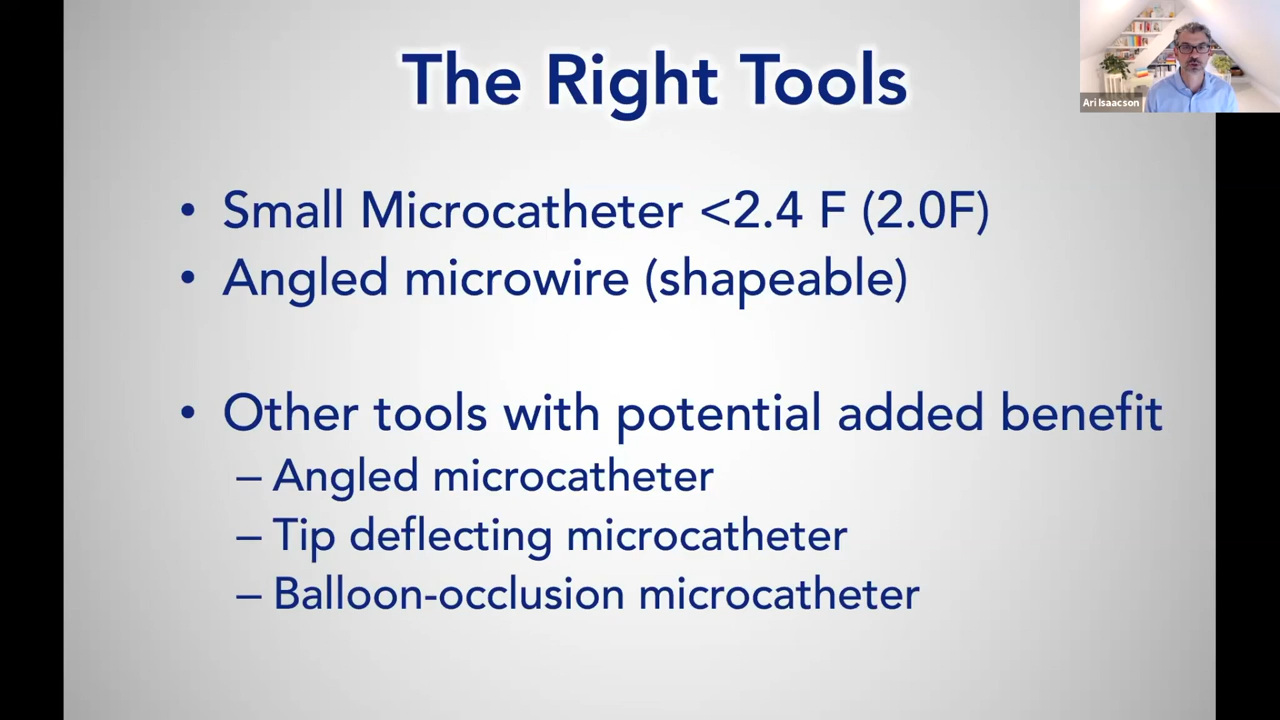 The Right Tools
Ari Isaacson
• Small Microcatheter <2.4 F (2.0F)
• Angled microwire (shapeable)
• Other tools with potential added benefit
– Angled microcatheter
– Tip deflecting microcatheter
– Balloon-occlusion microcatheter